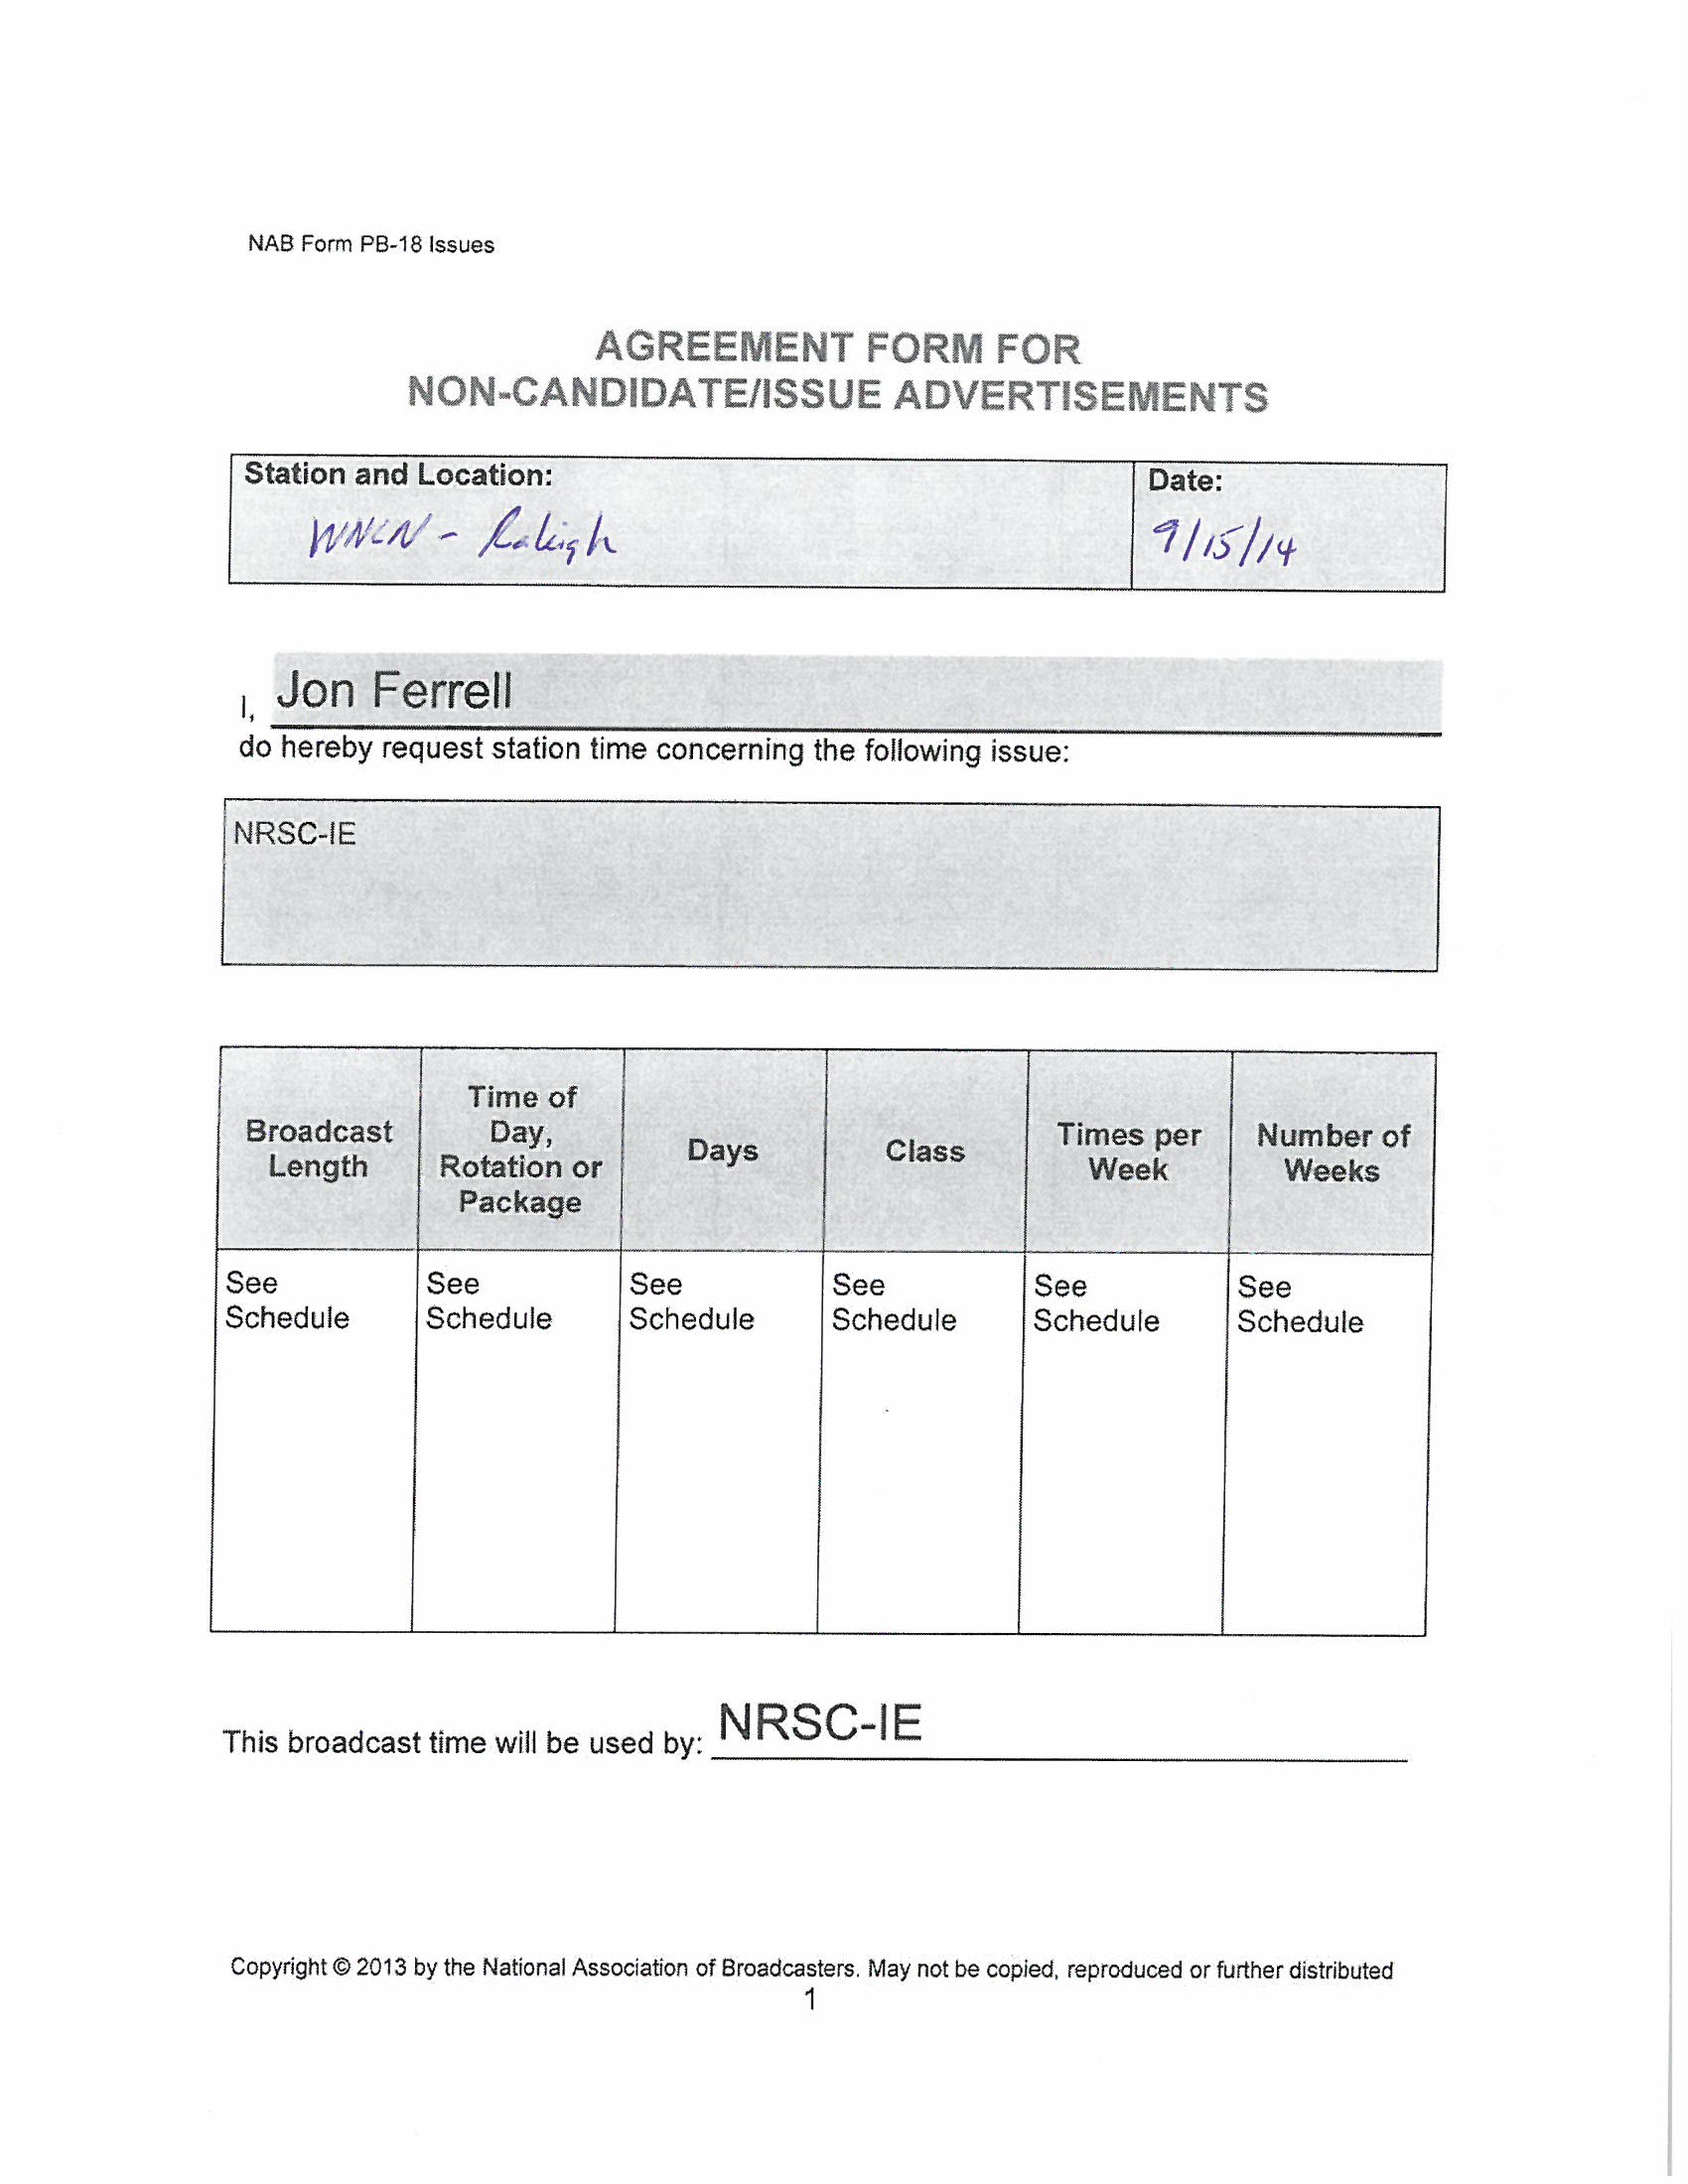 NAB Form PB-18 Issues
AGREEMENT FORM FOR
NON-CANDIDATE/ISSUE ADVERTISEMENTS
Station and Location:
Date:
WNCN - Raleigh
9/15/14
I, Jon Ferrell
do hereby request station time concerning the following issue:
NRSC-IE
Broadcast
Length
Time of
Day,
Rotation or
Package
Days
Class
Times per
Week
Number of
Weeks
See
Schedule
See
Schedule
See
Schedule
See
Schedule
See
Schedule
See
Schedule
This broadcast time will be used by: NRSC-IE
Copyright © 2013 by the National Association of Broadcasters. May not be copied, reproduced or further distributed
1